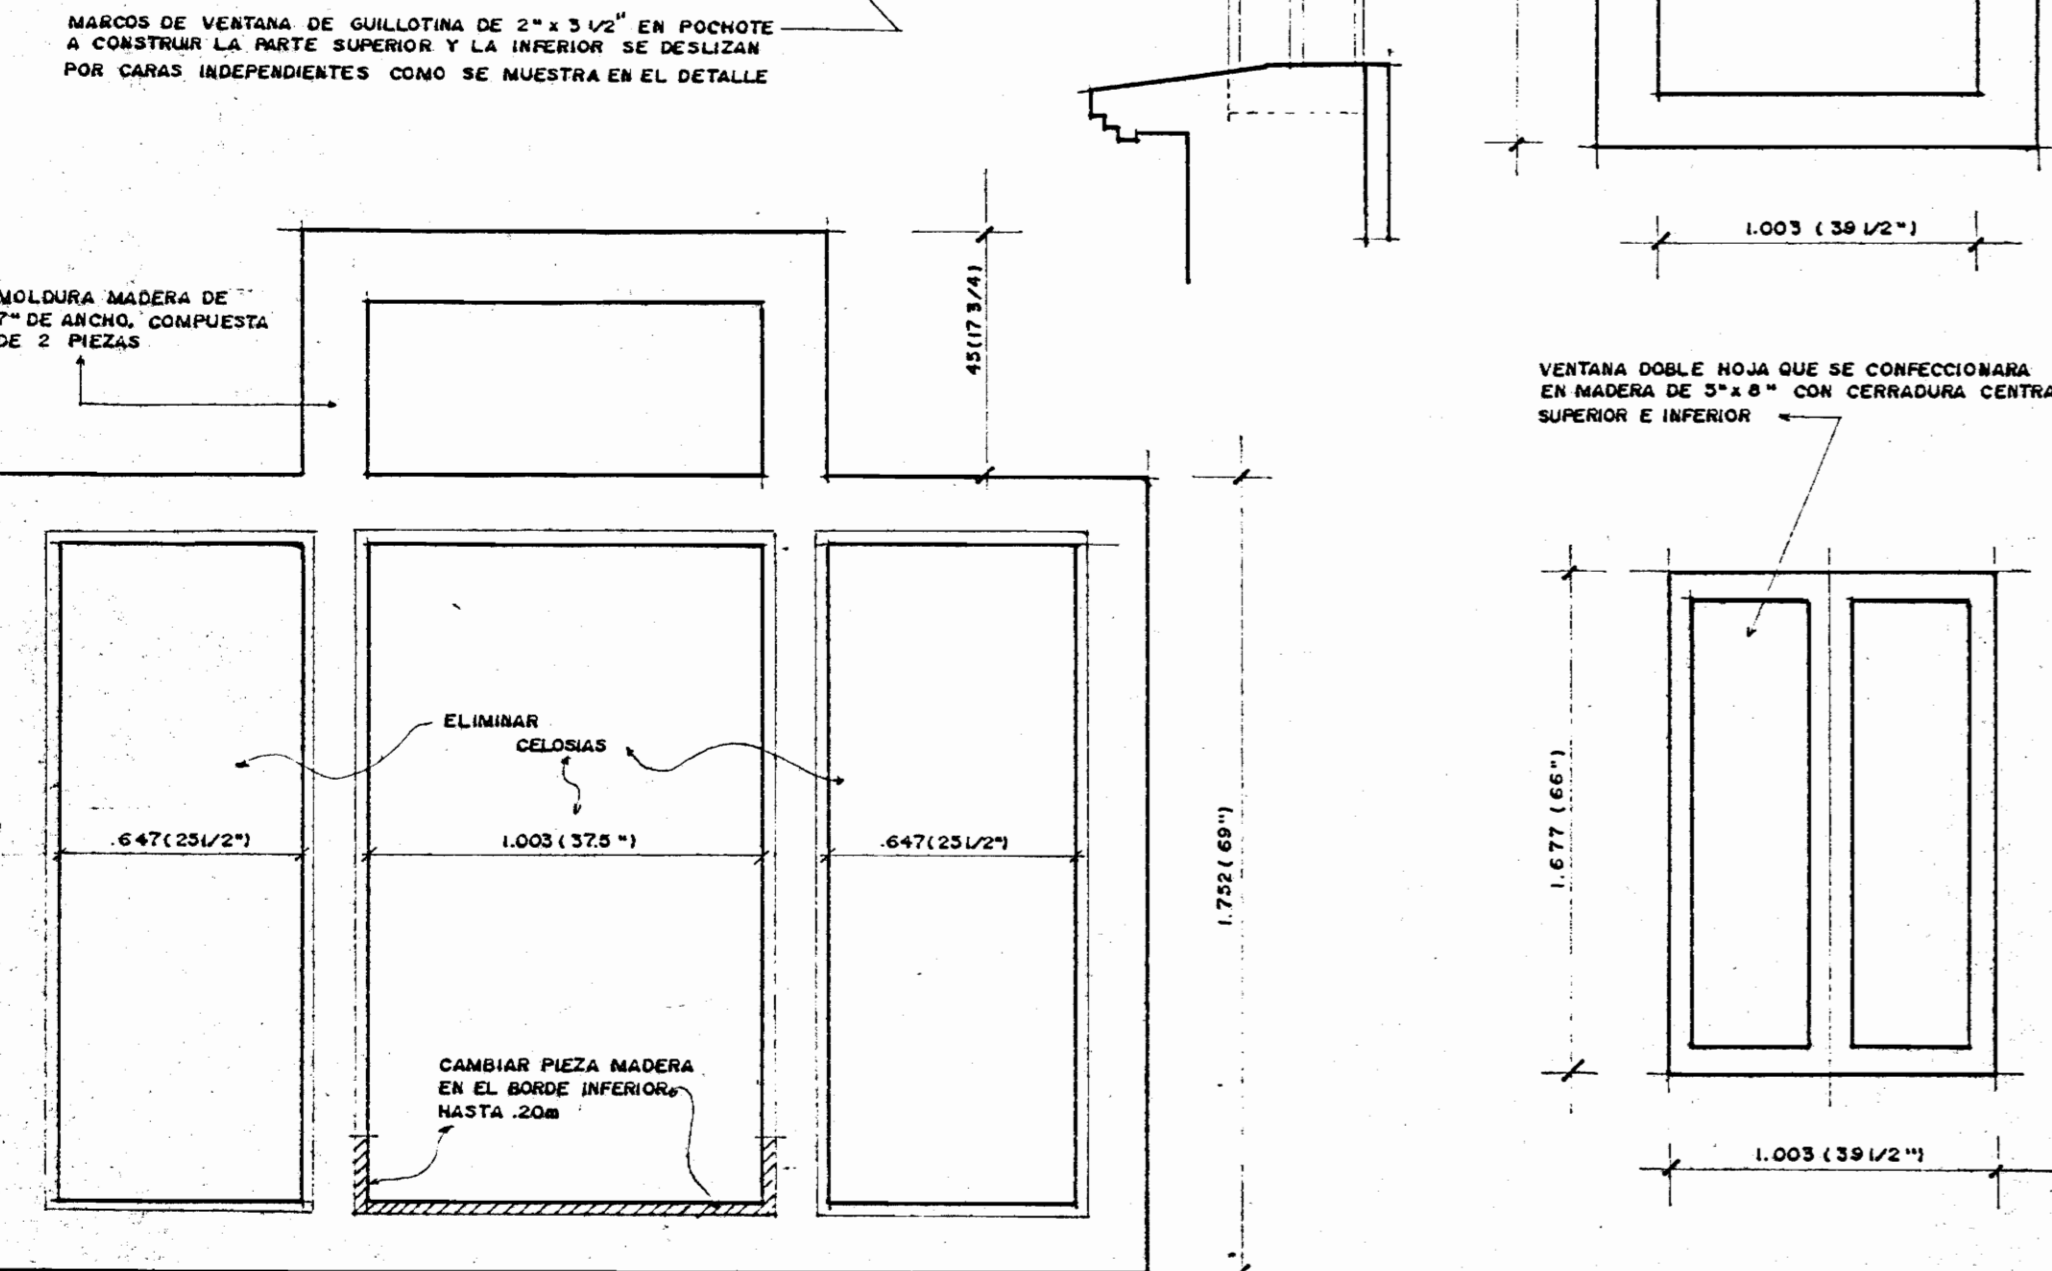 MARCOS DE VENTANA DE GUILLOTINA DE 2" x 3 1/2" EN POCHOTE
A CONSTRUIR LA PARTE SUPERIOR Y LA INFERIOR SE DESLIZAN
POR CARAS INDEPENDIENTES COMO SE MUESTRA EN EL DETALLE
1.003 (39 1/2")
MOLDURA MADERA DE
7" DE ANCHO, COMPUESTA
DE 2 PIEZAS
45(17 3/4)
VENTANA DOBLE HOJA QUE SE CONFECCIONARA
EN MADERA DE 5"x 8" CON CERRADURA CENTRA
SUPERIOR E INFERIOR
ELIMINAR
CELOSIAS
.647(25 1/2")
1.003 (37.5 ")
.647(25 1/2")
1.752 (69")
1.677 (66")
CAMBIAR PIEZA MADERA
EN EL BORDE INFERIOR
HASTA .20m
1.003 (39 1/2")